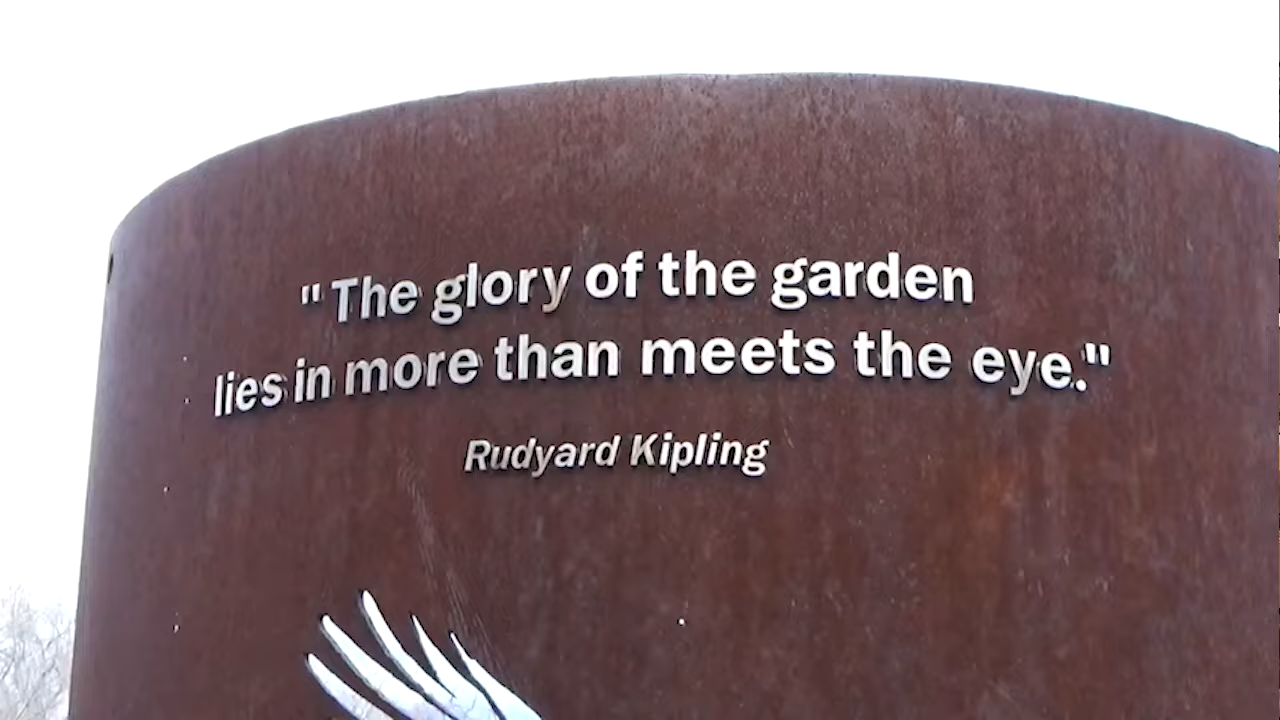 "The glory of the garden
lies in more than meets the eye."
Rudyard Kipling